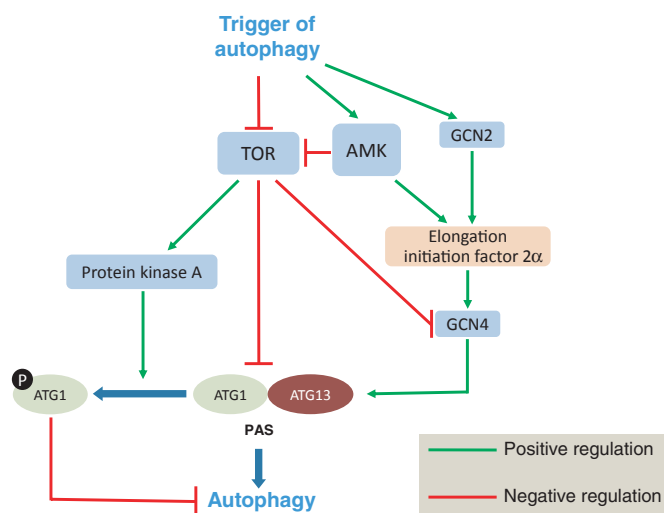 Trigger of
autophagy
TOR
AMK
GCN2
Elongation
initiation factor 2α
Protein kinase A
GCN4
P
ATG1
ATG1
ATG13
PAS
Autophagy
Positive regulation
Negative regulation